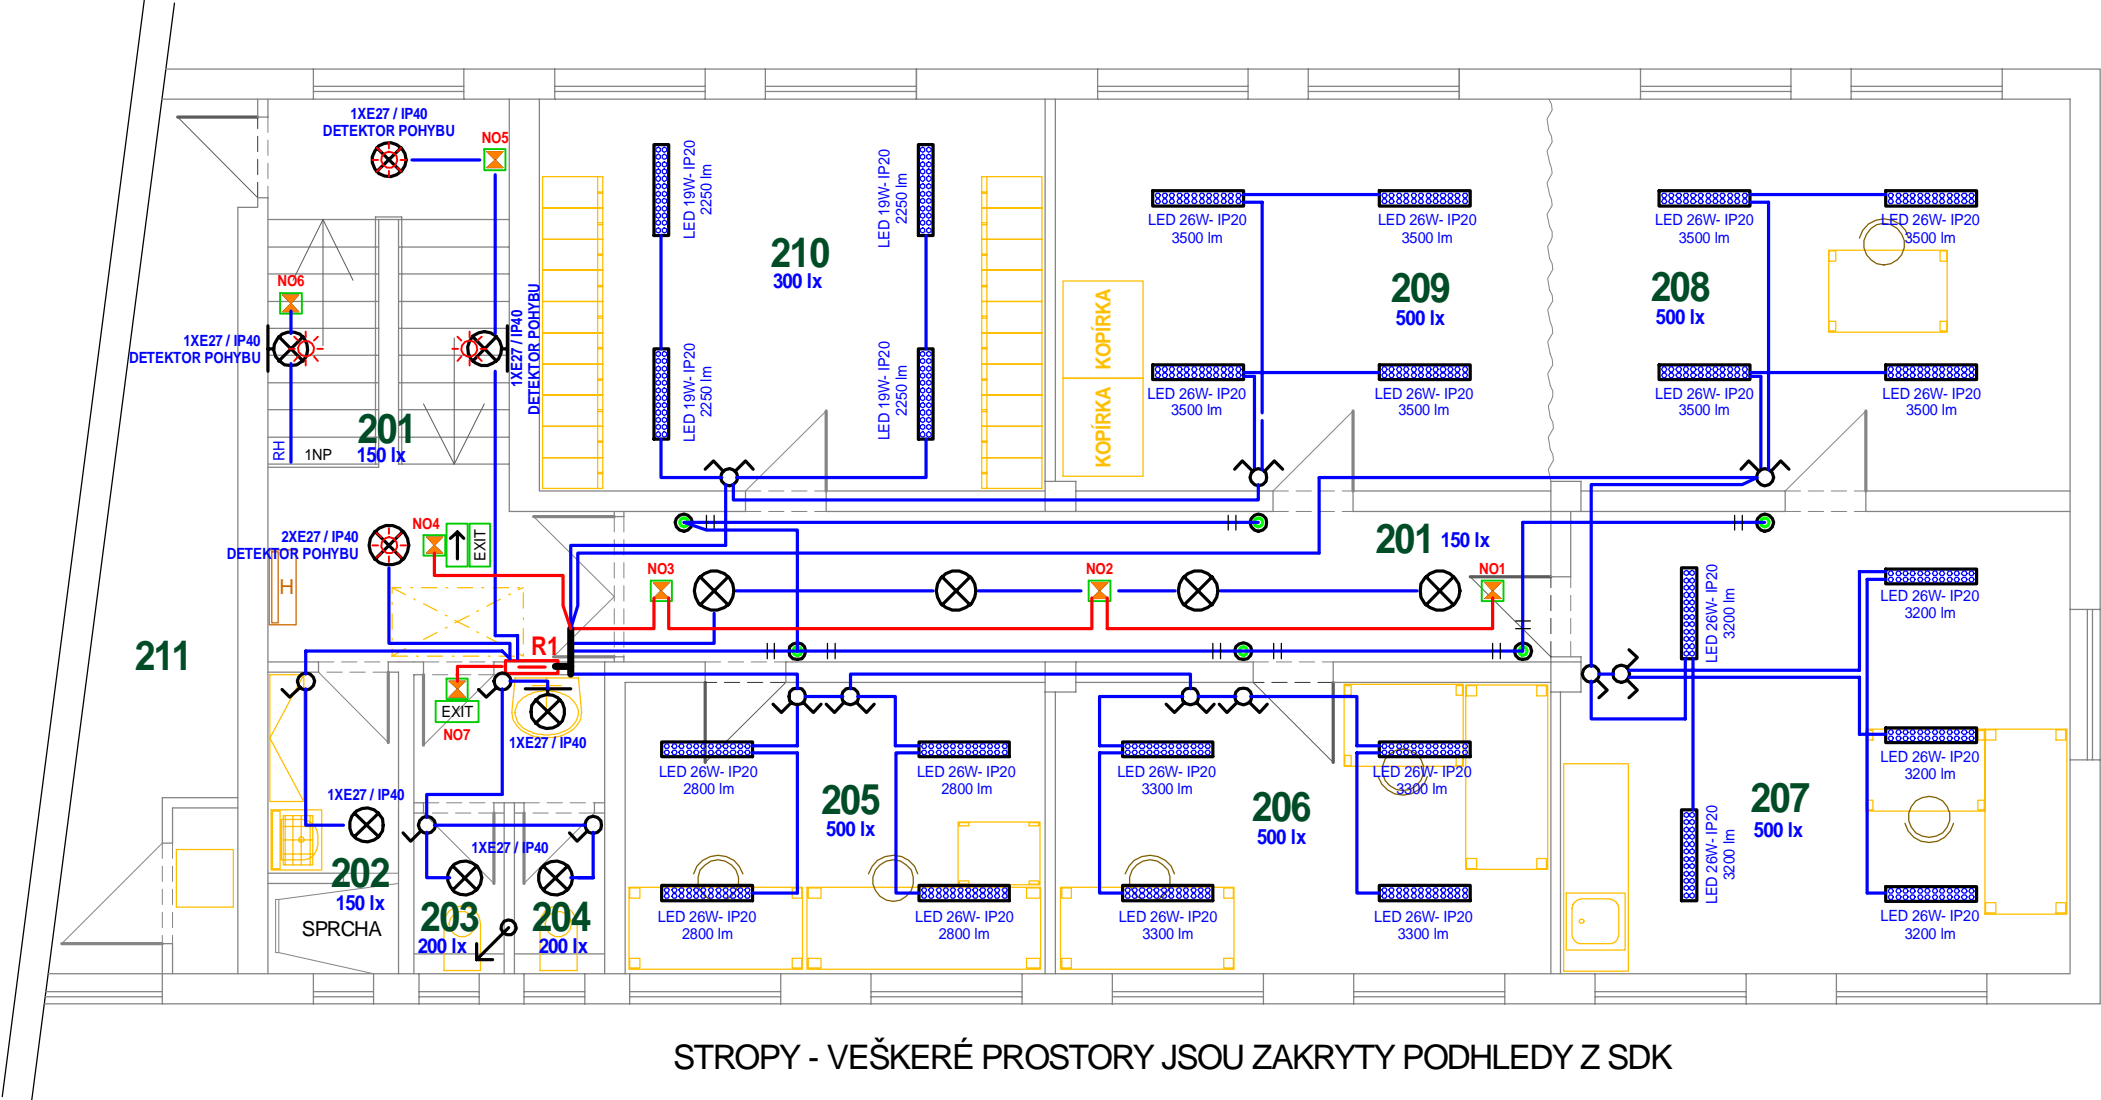 1XE27 / IP40
DETEKTOR POHYBU
NO5
LED 19W- IP20
2250 lm
LED 19W- IP20
2250 lm
210
300 lx
LED 26W- IP20
3500 lm
LED 26W- IP20
3500 lm
LED 26W- IP20
3500 lm
LED 26W- IP20
3500 lm
NO6
1XE27 / IP40
DETEKTOR POHYBU
1XE27 / IP40
DETEKTOR POHYBU
KOPÍRKA
KOPÍRKA
209
500 lx
208
500 lx
LED 19W- IP20
2250 lm
LED 19W- IP20
2250 lm
LED 26W- IP20
3500 lm
LED 26W- IP20
3500 lm
LED 26W- IP20
3500 lm
LED 26W- IP20
3500 lm
201
150 lx
RH
1NP
2XE27 / IP40
DETEKTOR POHYBU
NO4
EXIT
H
201
150 lx
NO3
NO2
NO1
211
R1
EXIT
NO7
1XE27 / IP40
LED 26W- IP20
3200 lm
LED 26W- IP20
3200 lm
LED 26W- IP20
2800 lm
LED 26W- IP20
2800 lm
LED 26W- IP20
3300 lm
LED 26W- IP20
3300 lm
LED 26W- IP20
3200 lm
1XE27 / IP40
205
500 lx
206
500 lx
207
500 lx
LED 26W- IP20
3200 lm
1XE27 / IP40
202
150 lx
SPRCHA
203
200 lx
204
200 lx
LED 26W- IP20
2800 lm
LED 26W- IP20
2800 lm
LED 26W- IP20
3300 lm
LED 26W- IP20
3300 lm
LED 26W- IP20
3200 lm
STROPY - VEŠKERÉ PROSTORY JSOU ZAKRYTY PODHLEDY Z SDK